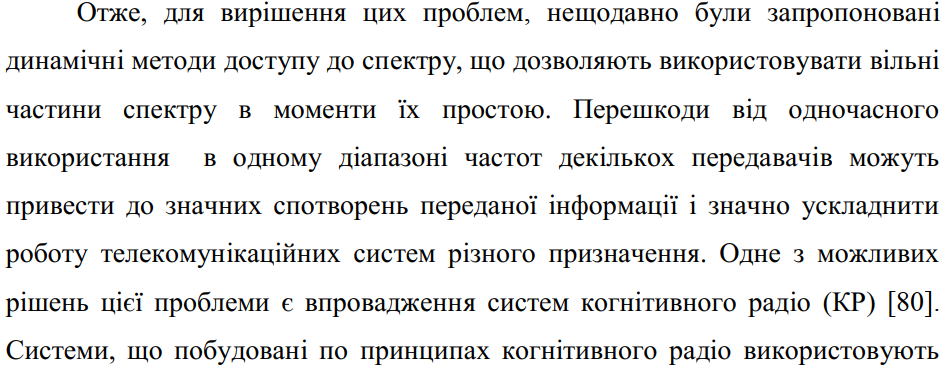 Отже, для вирішення цих проблем, нещодавно були запропоновані
динамічні методи доступу до спектру, що дозволяють використовувати вільні
частини спектру в моменти їх простою. Перешкоди від одночасного
використання в одному діапазоні частот декількох передавачів можуть
привести до значних спотворень переданої інформації і значно ускладнити
роботу телекомунікаційних систем різного призначення. Одне з можливих
рішень цієї проблеми є впровадження систем когнітивного радіо (КР) [80].
Системи, що побудовані по принципах когнітивного радіо використовують